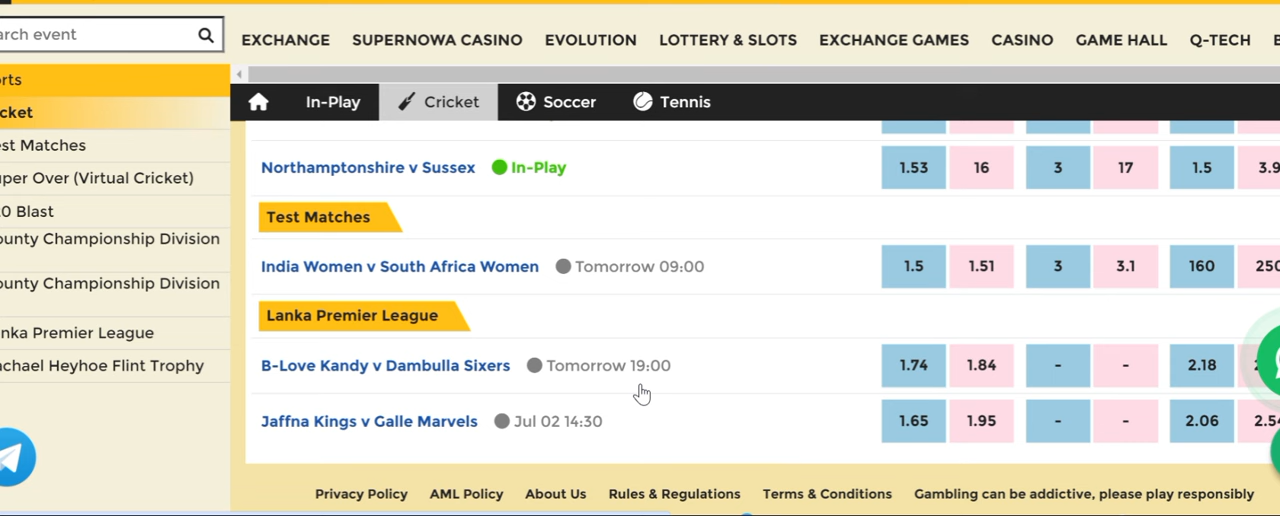 arch event
EXCHANGE SUPERNOWA CASINO EVOLUTION LOTTERY & SLOTS EXCHANGE GAMES CASINO GAME HALL Q-TECH
In-Play Cricket Soccer Tennis
rts
cket
est Matches
uper Over (Virtual Cricket)
0 Blast
ounty Championship Division
ounty Championship Division
nka Premier League
achael Heyhoe Flint Trophy
Northamptonshire v Sussex In-Play 1.53 16 3 17 1.5 3.9
Test Matches
India Women v South Africa Women Tomorrow 09:00 1.5 1.51 3 3.1 160 250
Lanka Premier League
B-Love Kandy v Dambulla Sixers Tomorrow 19:00 1.74 1.84 - - 2.18
Jaffna Kings v Galle Marvels Jul 02 14:30 1.65 1.95 - - 2.06 2.54
Privacy Policy AML Policy About Us Rules & Regulations Terms & Conditions Gambling can be addictive, please play responsibly